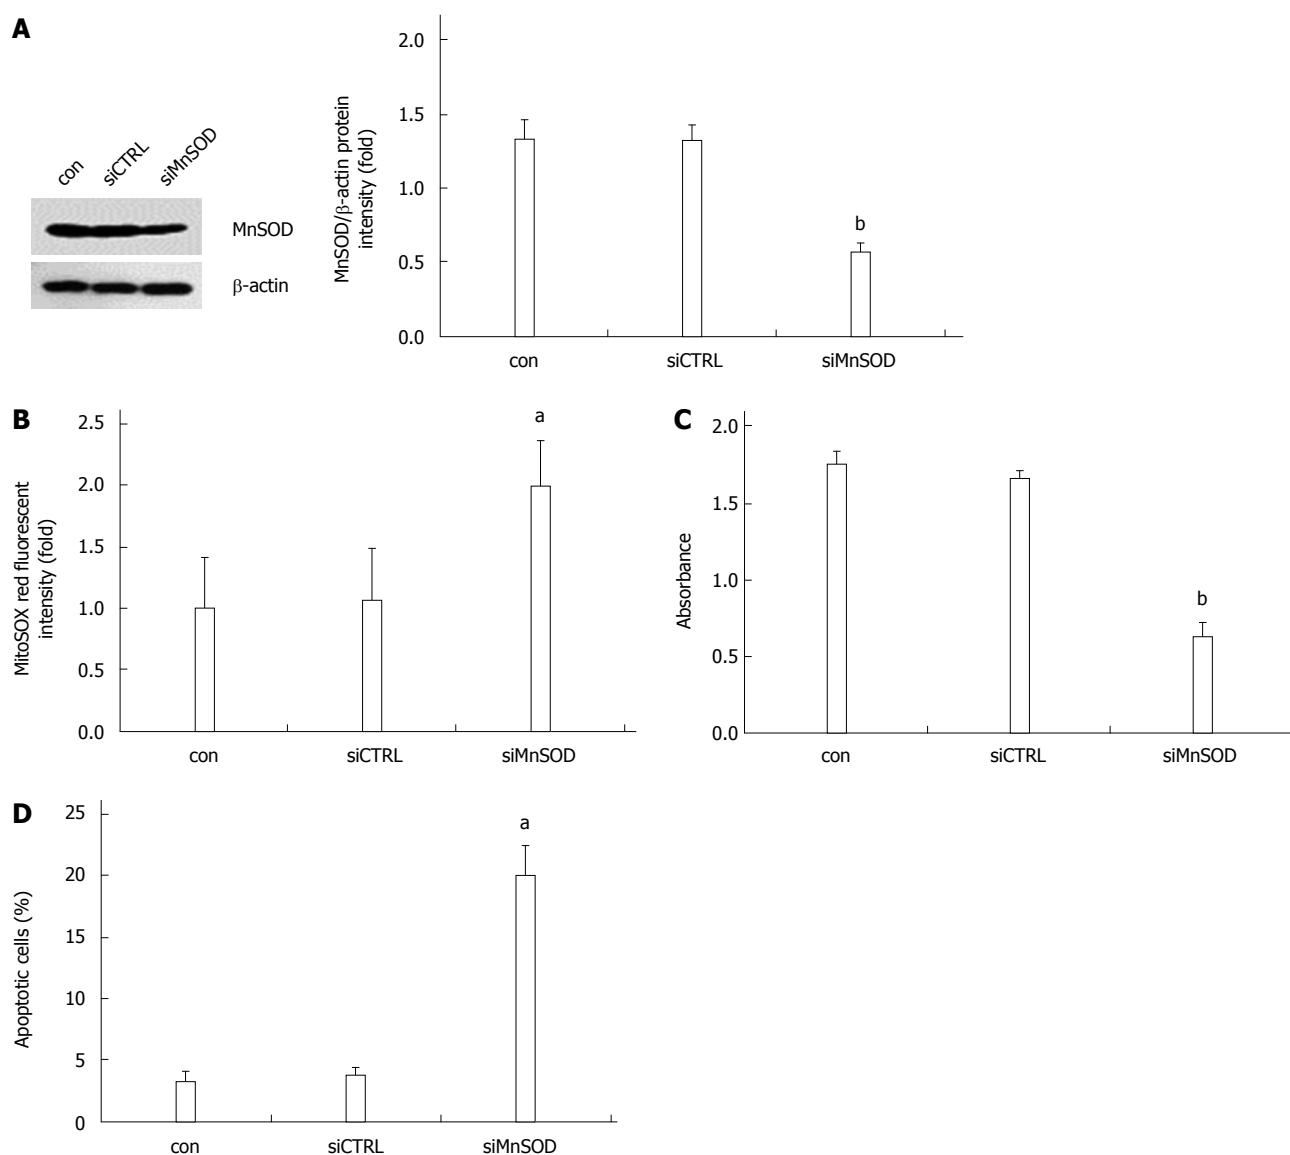 A
con
siCTRL
siMnSOD
MnSOD
β-actin
MnSOD/β-actin protein
intensity (fold)
2.0
1.5
1.0
0.5
0.0
b
con
siCTRL
siMnSOD
B
MitoSOX red fluorescent
intensity (fold)
2.5
2.0
1.5
1.0
0.5
0.0
a
con
siCTRL
siMnSOD
C
Absorbance
2.0
1.5
1.0
0.5
0.0
b
con
siCTRL
siMnSOD
D
Apoptotic cells (%)
25
20
15
10
5
0
a
con
siCTRL
siMnSOD